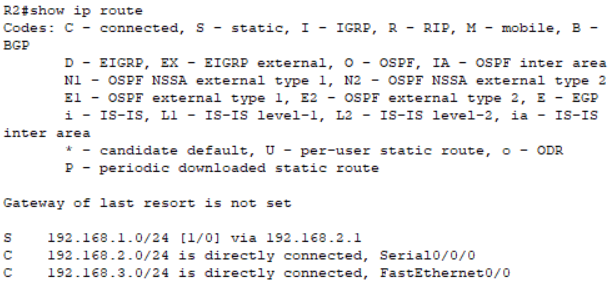 R2#show ip route
Codes: C - connected, S - static, I - IGRP, R - RIP, M - mobile, B -
BGP
       D - EIGRP, EX - EIGRP external, O - OSPF, IA - OSPF inter area
       N1 - OSPF NSSA external type 1, N2 - OSPF NSSA external type 2
       E1 - OSPF external type 1, E2 - OSPF external type 2, E - EGP
       i - IS-IS, L1 - IS-IS level-1, L2 - IS-IS level-2, ia - IS-IS
inter area
       * - candidate default, U - per-user static route, o - ODR
       P - periodic downloaded static route
Gateway of last resort is not set
S    192.168.1.0/24 [1/0] via 192.168.2.1
C    192.168.2.0/24 is directly connected, Serial0/0/0
C    192.168.3.0/24 is directly connected, FastEthernet0/0